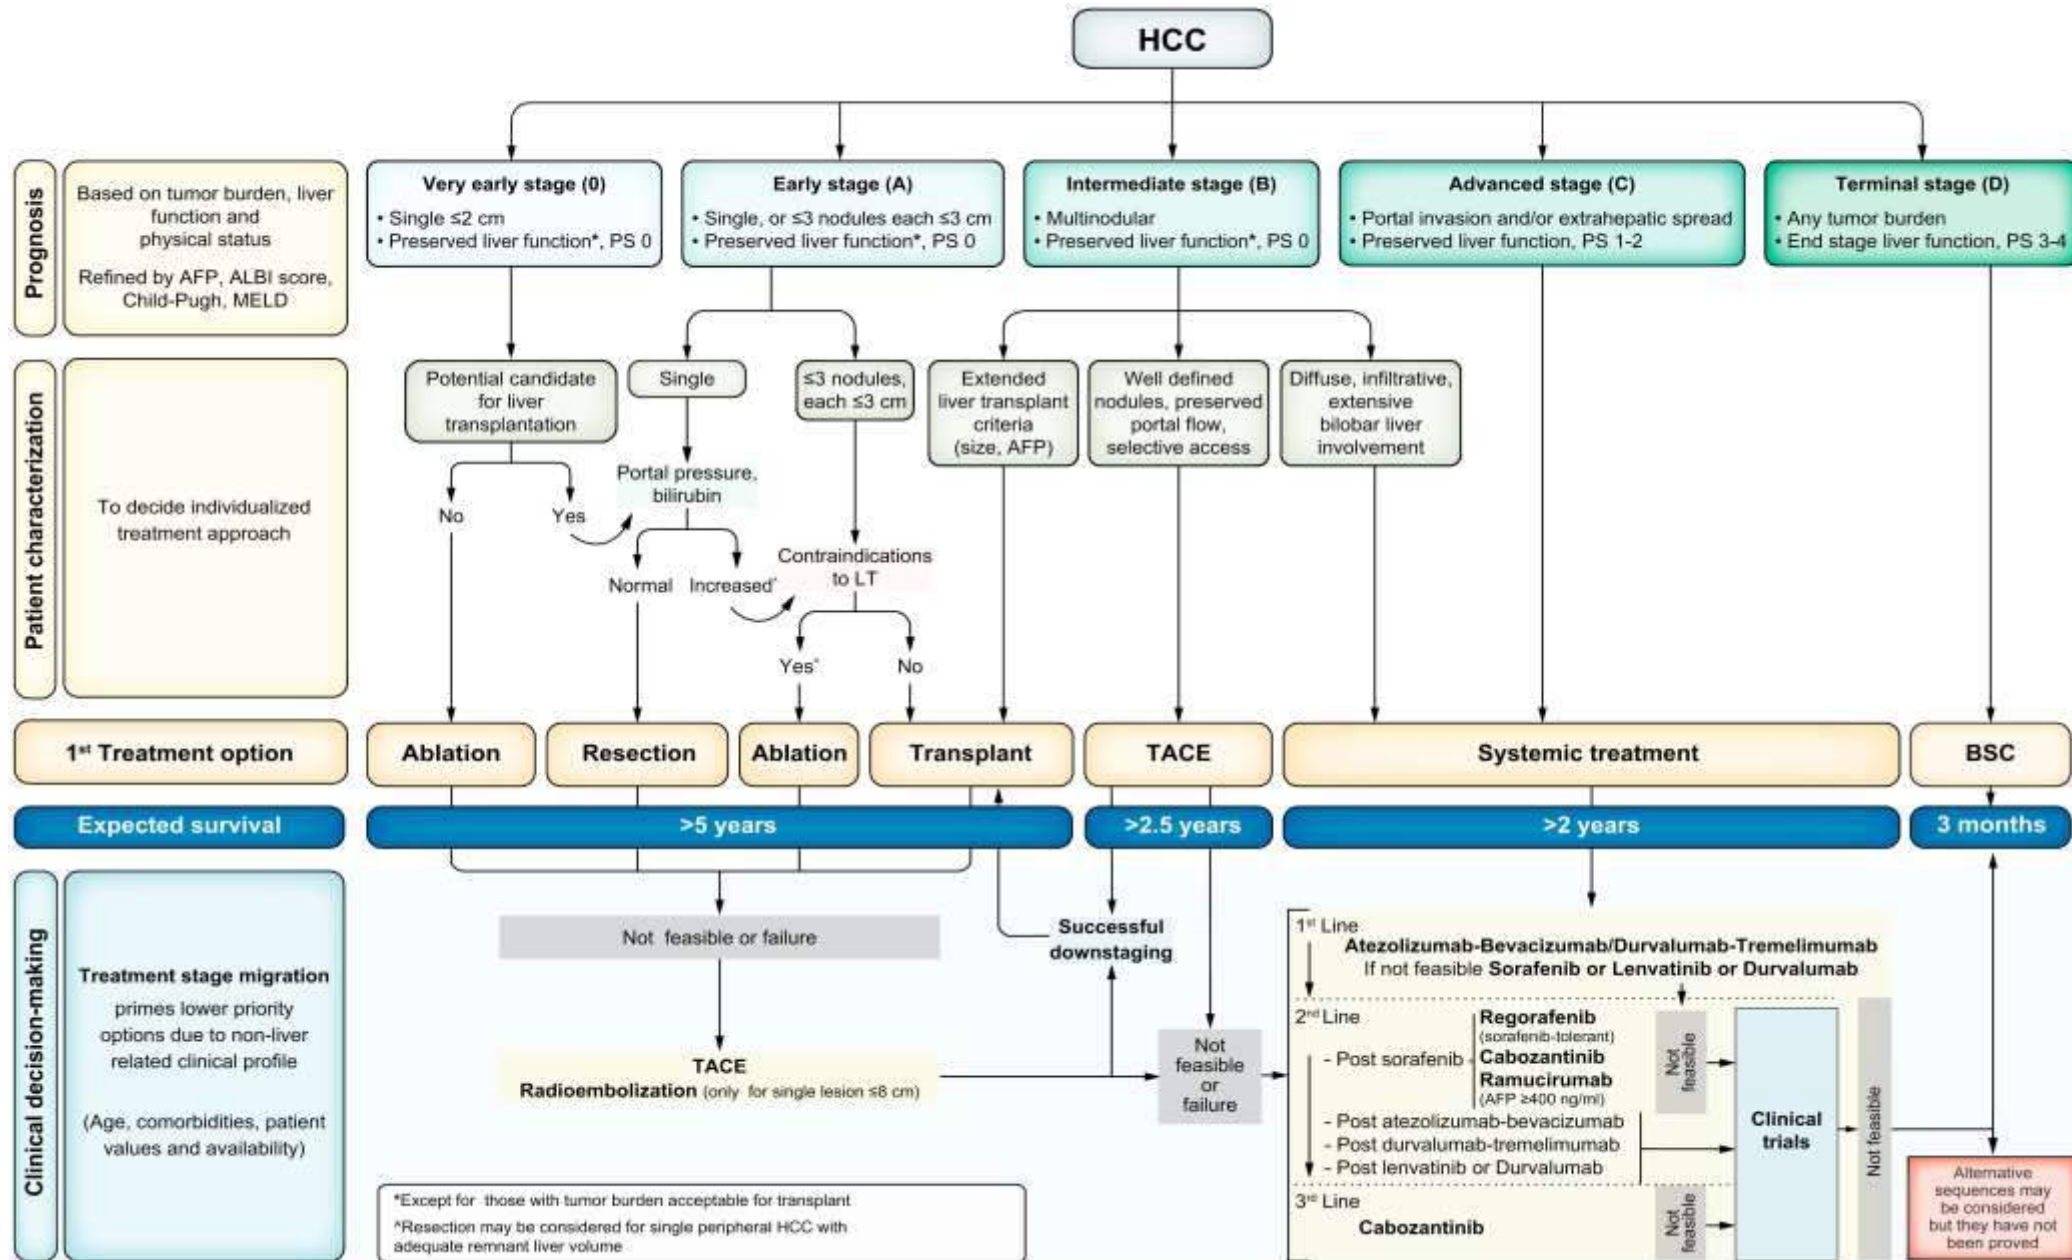 HCC
Prognosis
Based on tumor burden, liver
function and
physical status
Refined by AFP, ALBI score,
Child-Pugh, MELD
Very early stage (0)
• Single ≤2 cm
• Preserved liver function*, PS 0
Early stage (A)
• Single, or ≤3 nodules each ≤3 cm
• Preserved liver function*, PS 0
Intermediate stage (B)
• Multinodular
• Preserved liver function*, PS 0
Advanced stage (C)
• Portal invasion and/or extrahepatic spread
• Preserved liver function, PS 1-2
Terminal stage (D)
• Any tumor burden
• End stage liver function, PS 3-4
Patient characterization
To decide individualized
treatment approach
Potential candidate
for liver
transplantation
No
Yes
Single
Portal pressure,
bilirubin
Normal
Increased^
≤3 nodules,
each ≤3 cm
Contraindications
to LT
Yes^
No
Extended
liver transplant
criteria
(size, AFP)
Well defined
nodules, preserved
portal flow,
selective access
Diffuse, infiltrative,
extensive
bilobar liver
involvement
1st Treatment option
Ablation
Resection
Ablation
Transplant
TACE
Systemic treatment
BSC
Expected survival
>5 years
>2.5 years
>2 years
3 months
Clinical decision-making
Treatment stage migration
primes lower priority
options due to non-liver
related clinical profile
(Age, comorbidities, patient
values and availability)
Not feasible or failure
TACE
Radioembolization (only for single lesion ≤8 cm)
Successful
downstaging
Not
feasible
or
failure
1st Line
Atezolizumab-Bevacizumab/Durvalumab-Tremelimumab
If not feasible Sorafenib or Lenvatinib or Durvalumab
2nd Line
- Post sorafenib
Regorafenib
(sorafenib-tolerant)
Cabozantinib
Ramucirumab
(AFP ≥400 ng/ml)
- Post atezolizumab-bevacizumab
- Post durvalumab-tremelimumab
- Post lenvatinib or Durvalumab
Not
feasible
3rd Line
Cabozantinib
Not
feasible
Clinical
trials
Not feasible
Alternative
sequences may
be considered
but they have not
been proved
*Except for those with tumor burden acceptable for transplant
^Resection may be considered for single peripheral HCC with
adequate remnant liver volume